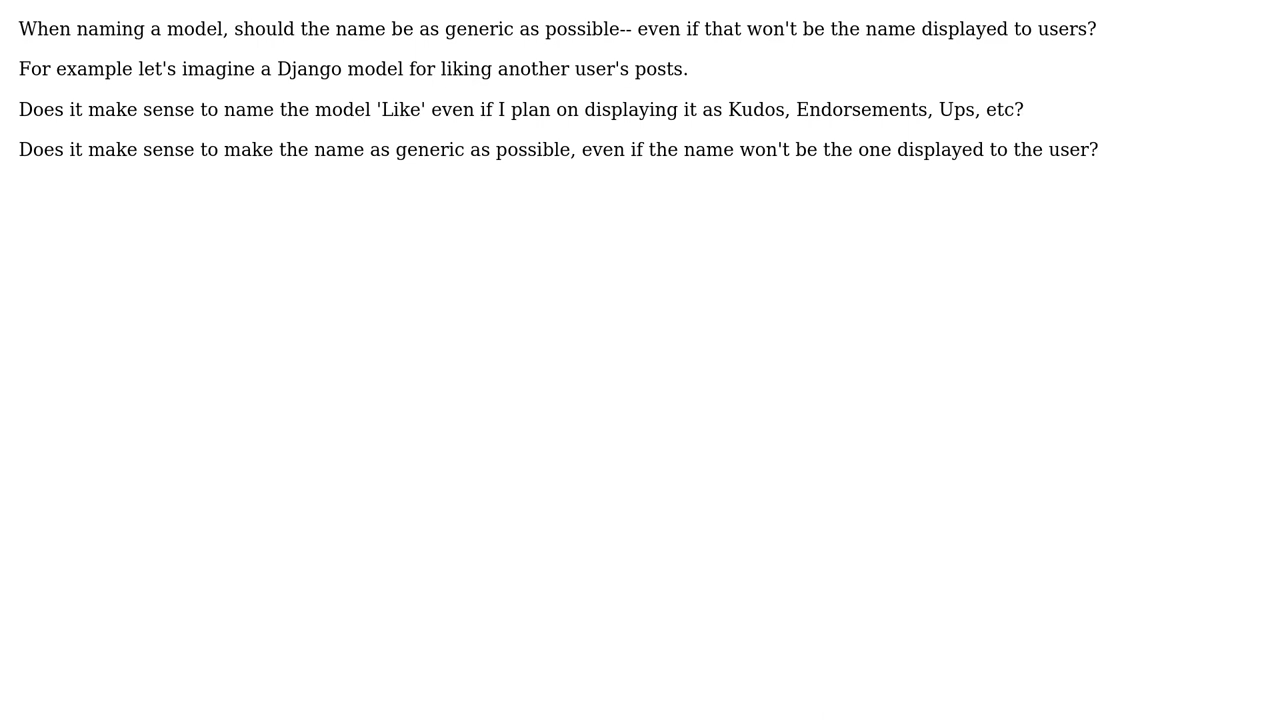 When naming a model, should the name be as generic as possible-- even if that won't be the name displayed to users?
For example let's imagine a Django model for liking another user's posts.
Does it make sense to name the model 'Like' even if I plan on displaying it as Kudos, Endorsements, Ups, etc?
Does it make sense to make the name as generic as possible, even if the name won't be the one displayed to the user?